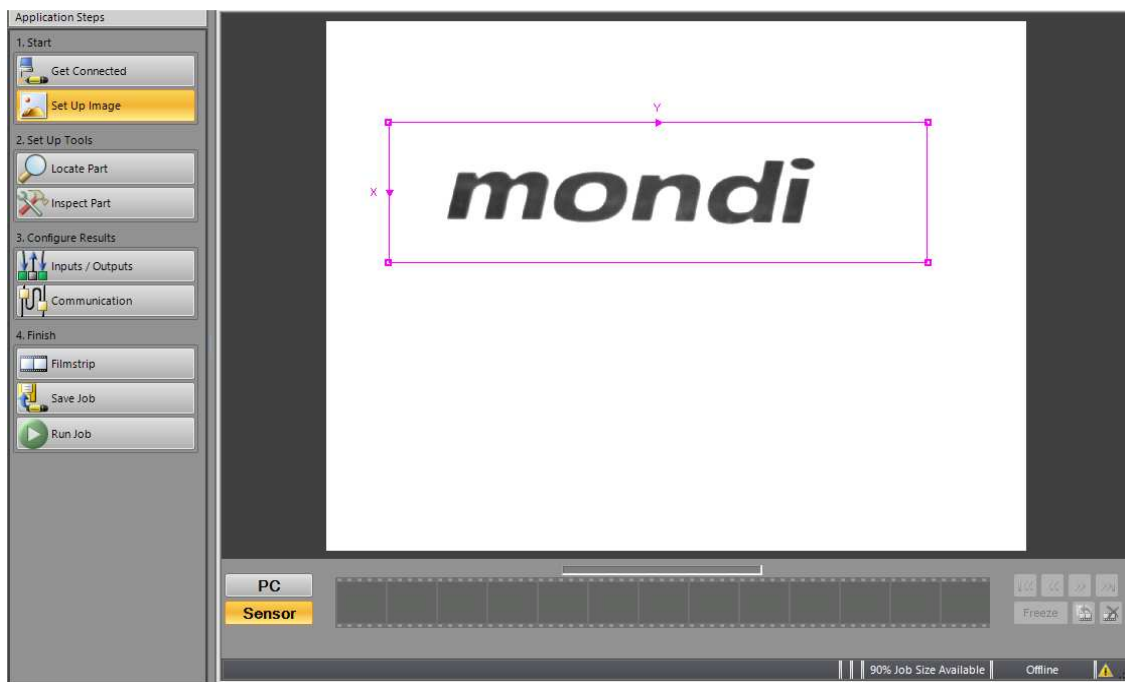 Application Steps
1. Start
Get Connected
Set Up Image
2. Set Up Tools
Locate Part
Inspect Part
3. Configure Results
Inputs / Outputs
Communication
4. Finish
Filmstrip
Save Job
Run Job
Y
X
mondi
PC
Sensor
Freeze
90% Job Size Available
Offline